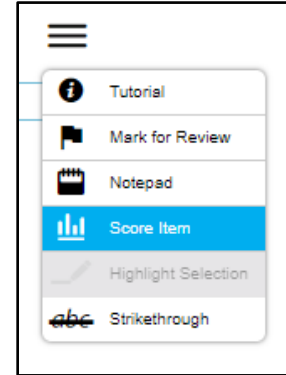 Tutorial
Mark for Review
Notepad
Score Item
Highlight Selection
abc Strikethrough